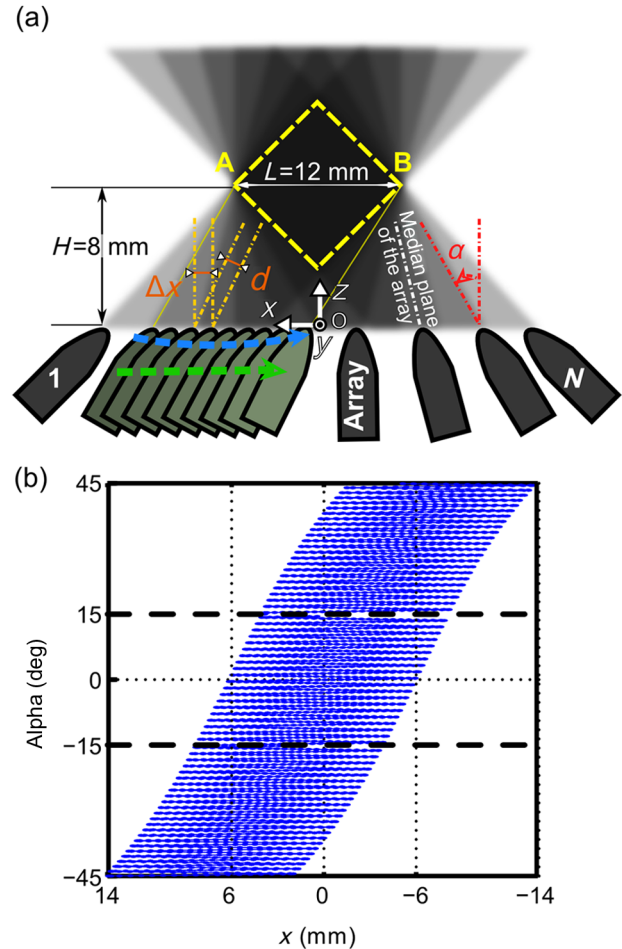 (a)
A
B
L=12 mm
H=8 mm
Δx
d
Median plane
of the array
α
x
z
O
y
1
Array
N
(b)
45
15
0
−15
−45
Alpha (deg)
14
6
0
−6
−14
x (mm)